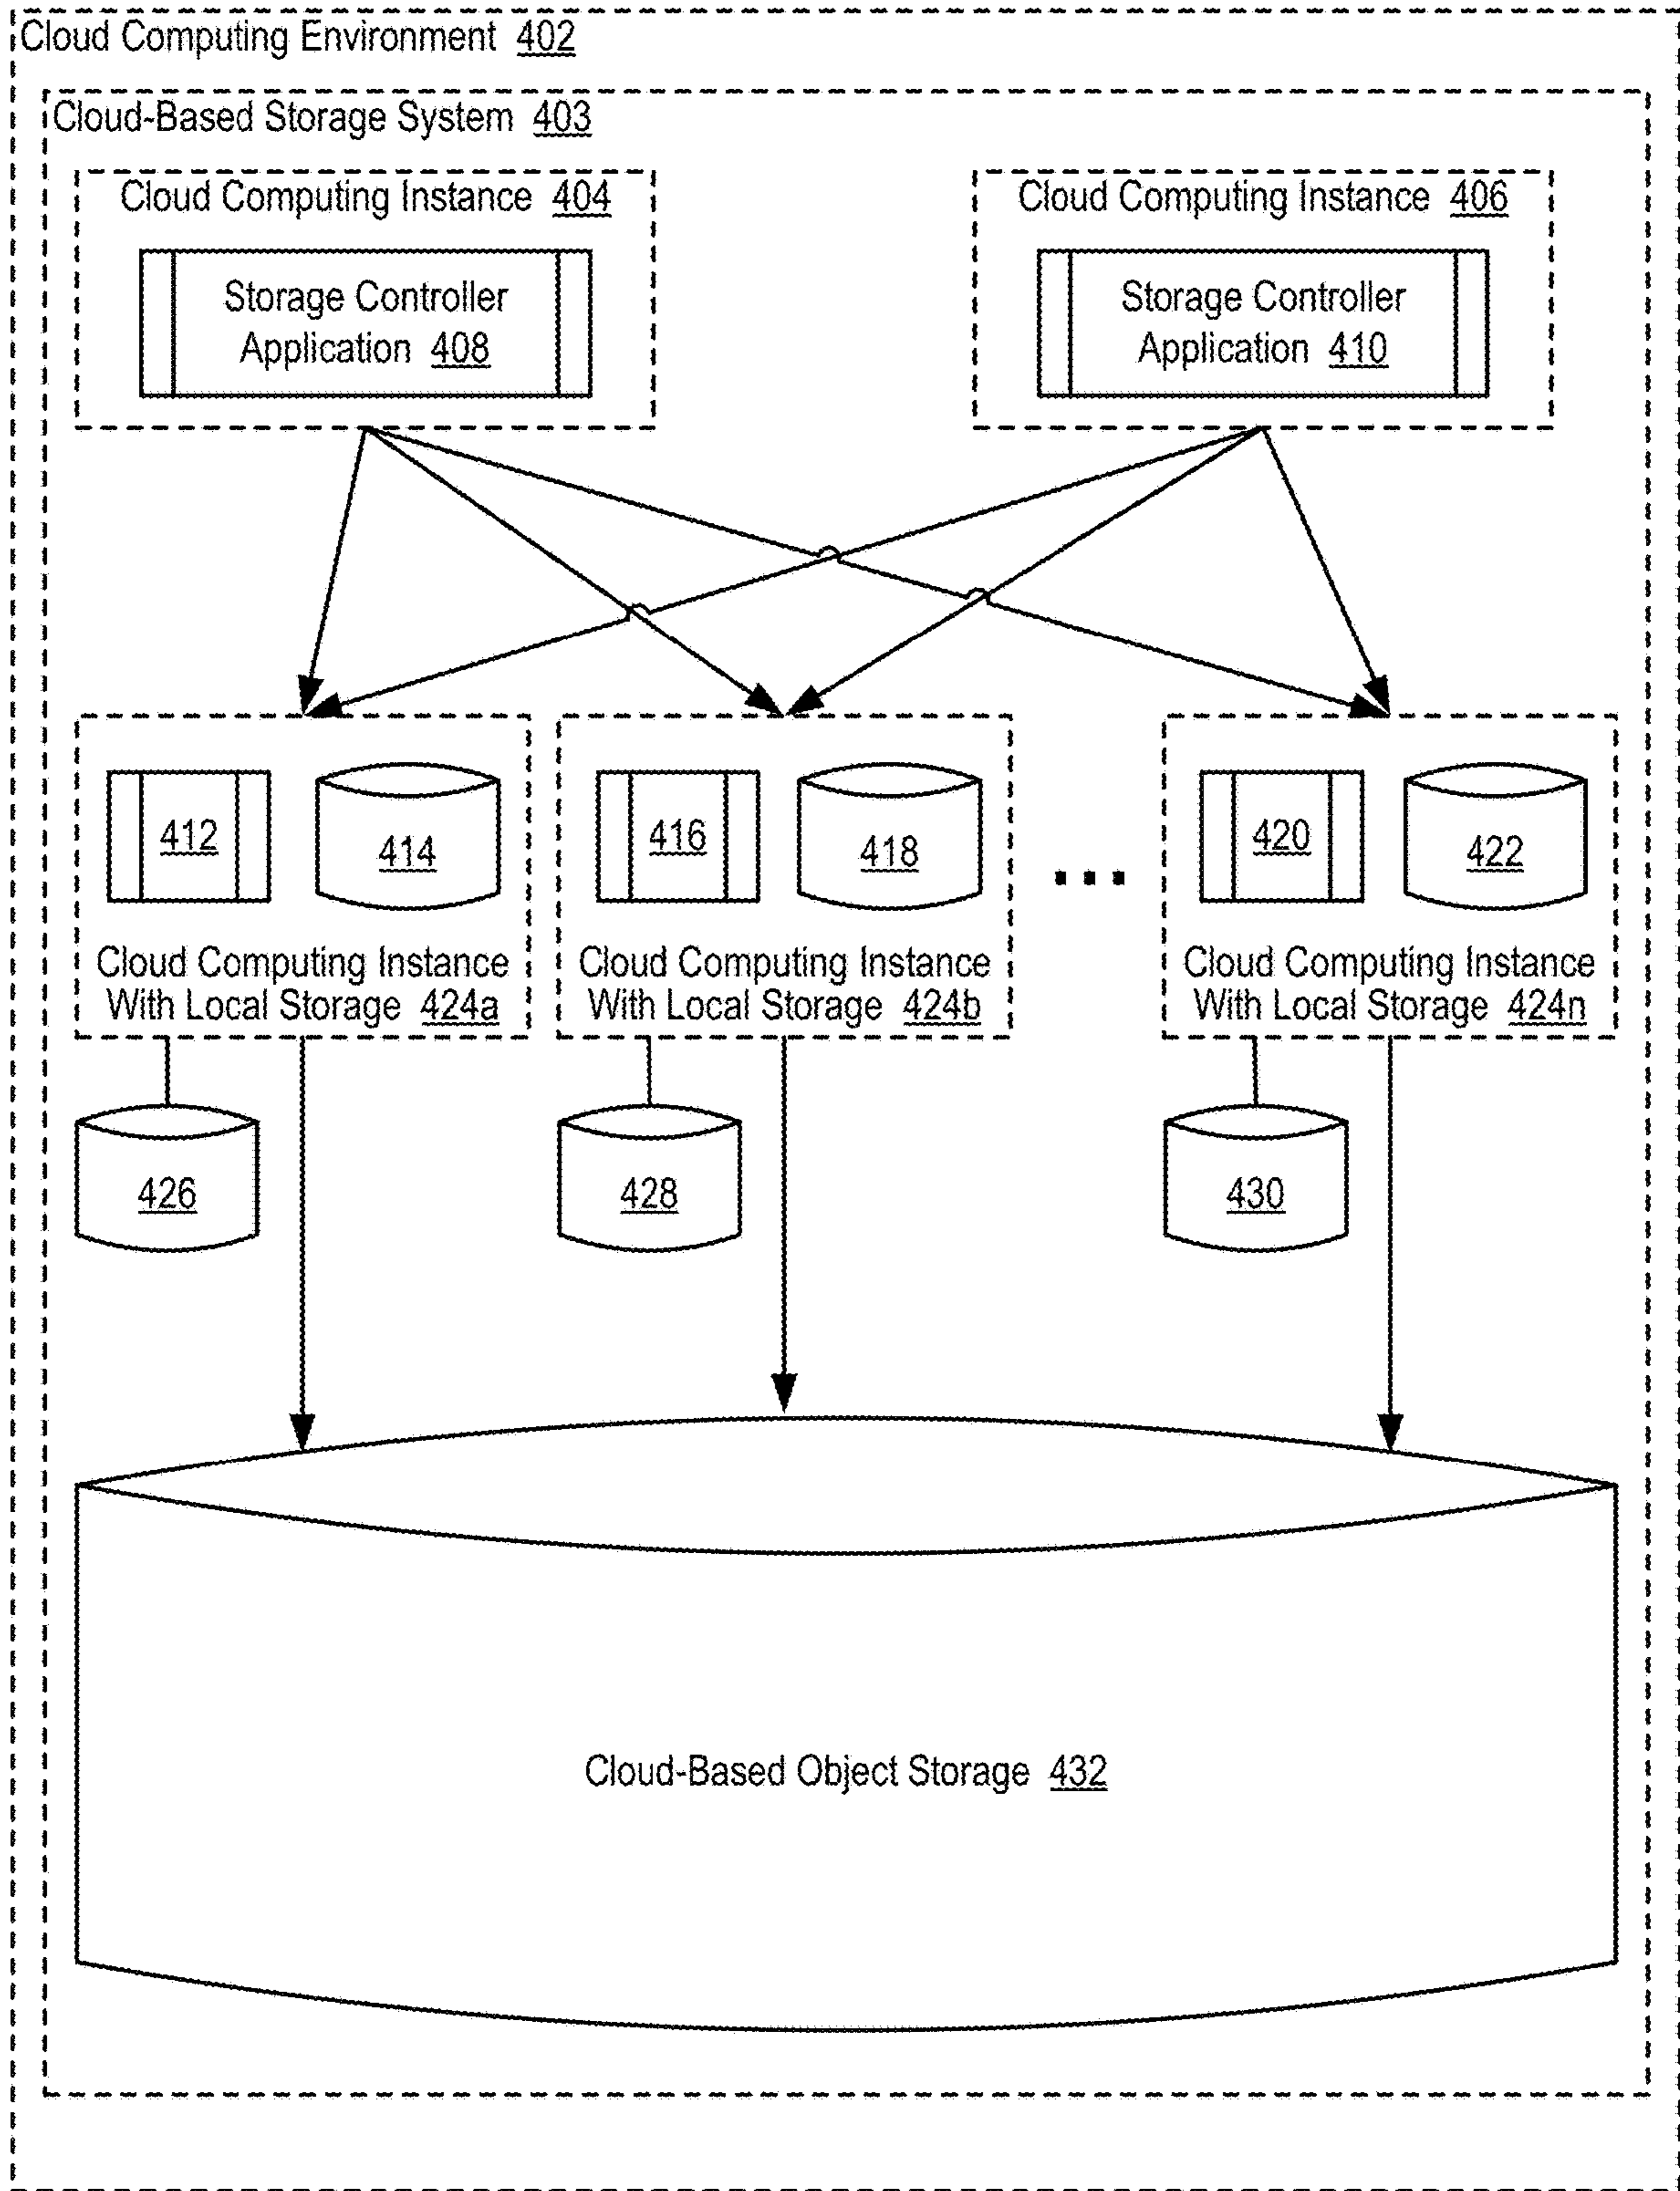 Cloud Computing Environment 402
Cloud-Based Storage System 403
Cloud Computing Instance 404
Storage Controller
Application 408
Cloud Computing Instance 406
Storage Controller
Application 410
412
414
Cloud Computing Instance
With Local Storage 424a
416
418
Cloud Computing Instance
With Local Storage 424b
...
420
422
Cloud Computing Instance
With Local Storage 424n
426
428
430
Cloud-Based Object Storage 432